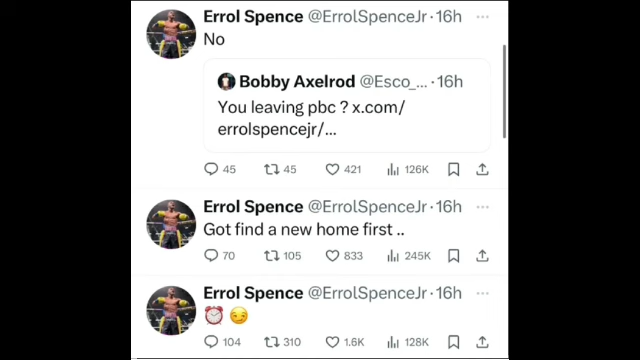 Errol Spence @ErrolSpenceJr · 16h ...
No
Bobby Axelrod @Esco_... · 16h
You leaving pbc ? x.com/
errolspencejr/...
45 45 421 126K
Errol Spence @ErrolSpenceJr · 16h ...
Got find a new home first ..
70 105 833 245K
Errol Spence @ErrolSpenceJr · 16h ...
⏰ 😏
104 310 1.6K 128K